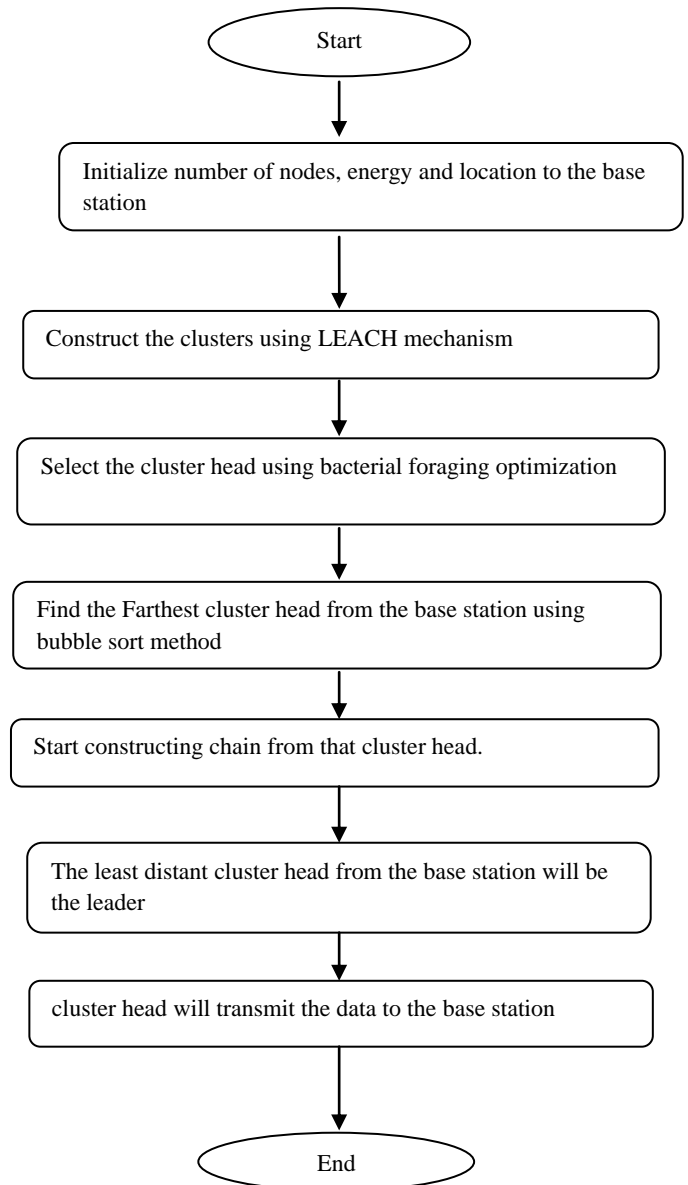 Start
Initialize number of nodes, energy and location to the base
station
Construct the clusters using LEACH mechanism
Select the cluster head using bacterial foraging optimization
Find the Farthest cluster head from the base station using
bubble sort method
Start constructing chain from that cluster head.
The least distant cluster head from the base station will be
the leader
cluster head will transmit the data to the base station
End